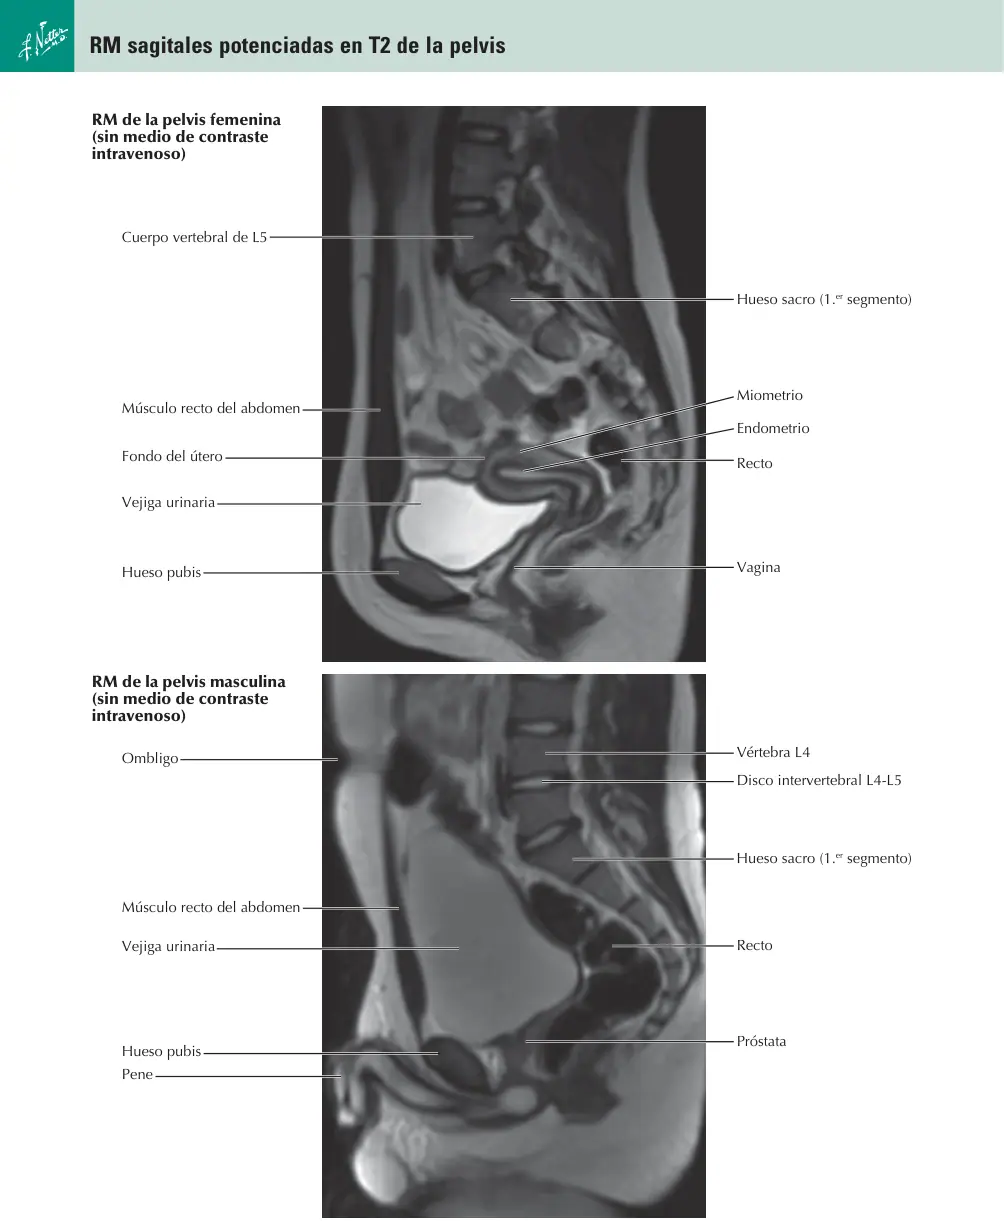 F. Netter M.D.
RM sagitales potenciadas en T2 de la pelvis
RM de la pelvis femenina
(sin medio de contraste
intravenoso)
Cuerpo vertebral de L5
Hueso sacro (1.er segmento)
Miometrio
Músculo recto del abdomen
Endometrio
Fondo del útero
Recto
Vejiga urinaria
Vagina
Hueso pubis
RM de la pelvis masculina
(sin medio de contraste
intravenoso)
Vértebra L4
Ombligo
Disco intervertebral L4-L5
Hueso sacro (1.er segmento)
Músculo recto del abdomen
Recto
Vejiga urinaria
Próstata
Hueso pubis
Pene